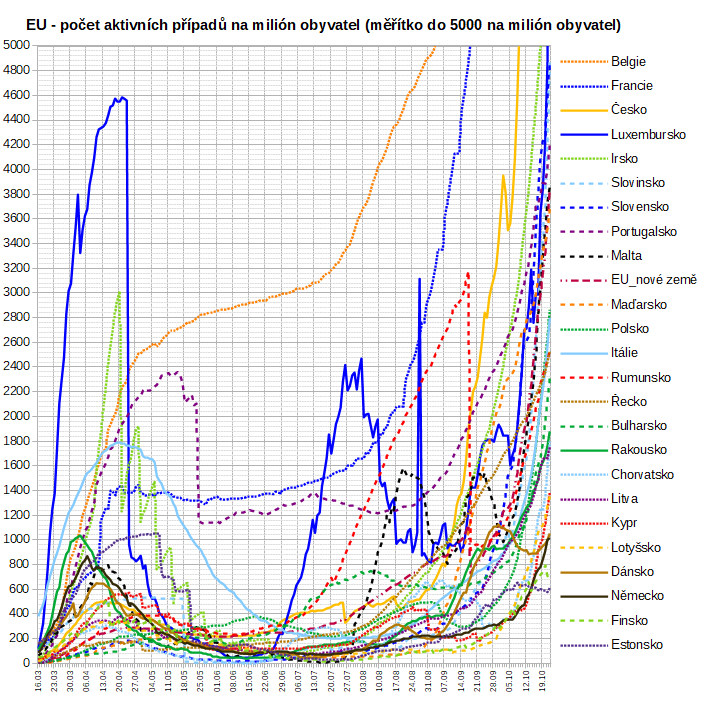 EU - počet aktivních případů na milión obyvatel (měřítko do 5000 na milión obyvatel)
5000
4800
4600
4400
4200
4000
3800
3600
3400
3200
3000
2800
2600
2400
2200
2000
1800
1600
1400
1200
1000
800
600
400
200
0
16.03
23.03
30.03
06.04
13.04
20.04
27.04
04.05
11.05
18.05
25.05
01.06
08.06
15.06
22.06
29.06
06.07
13.07
20.07
27.07
03.08
10.08
17.08
24.08
31.08
07.09
14.09
21.09
28.09
05.10
12.10
19.10
Belgie
Francie
Česko
Luxembursko
Irsko
Slovinsko
Slovensko
Portugalsko
Malta
EU_nové země
Maďarsko
Polsko
Itálie
Rumunsko
Řecko
Bulharsko
Rakousko
Chorvatsko
Litva
Kypr
Lotyšsko
Dánsko
Německo
Finsko
Estonsko